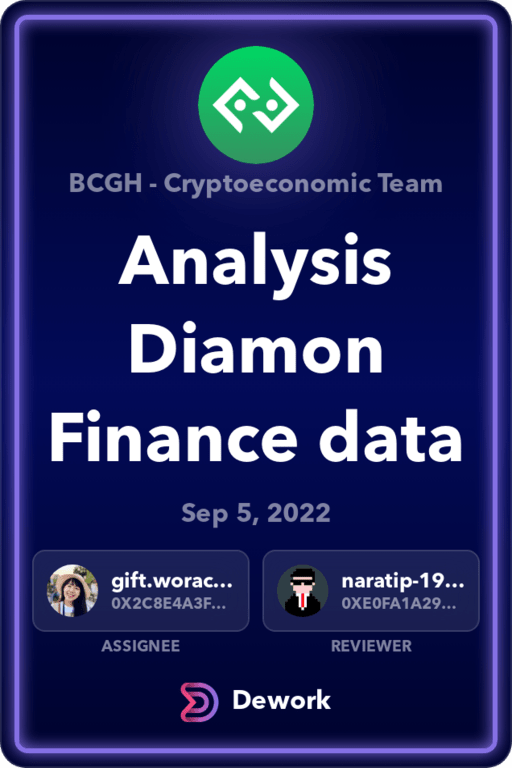 BCGH - Cryptoeconomic Team
Analysis
Diamon
Finance data
Sep 5, 2022
gift.worac...
0X2C8E4A3F...
ASSIGNEE
naratip-19...
0XE0FA1A29...
REVIEWER
Dework